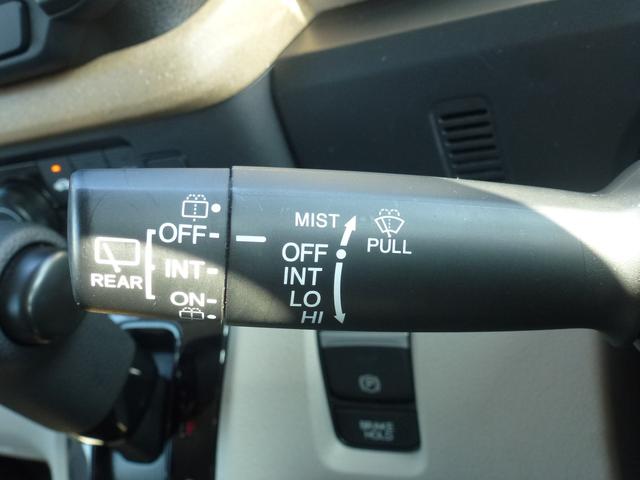 REAR
OFF
INT
ON
MIST
OFF
INT
LO
HI
PULL
BRAKE
HOLD